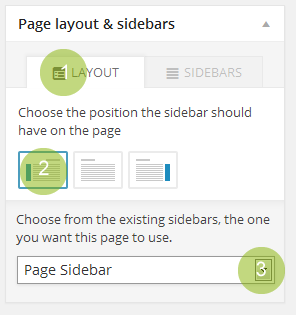 Page layout & sidebars
1 LAYOUT
SIDEBARS
Choose the position the sidebar should
have on the page
2
Choose from the existing sidebars, the one
you want this page to use.
Page Sidebar
3